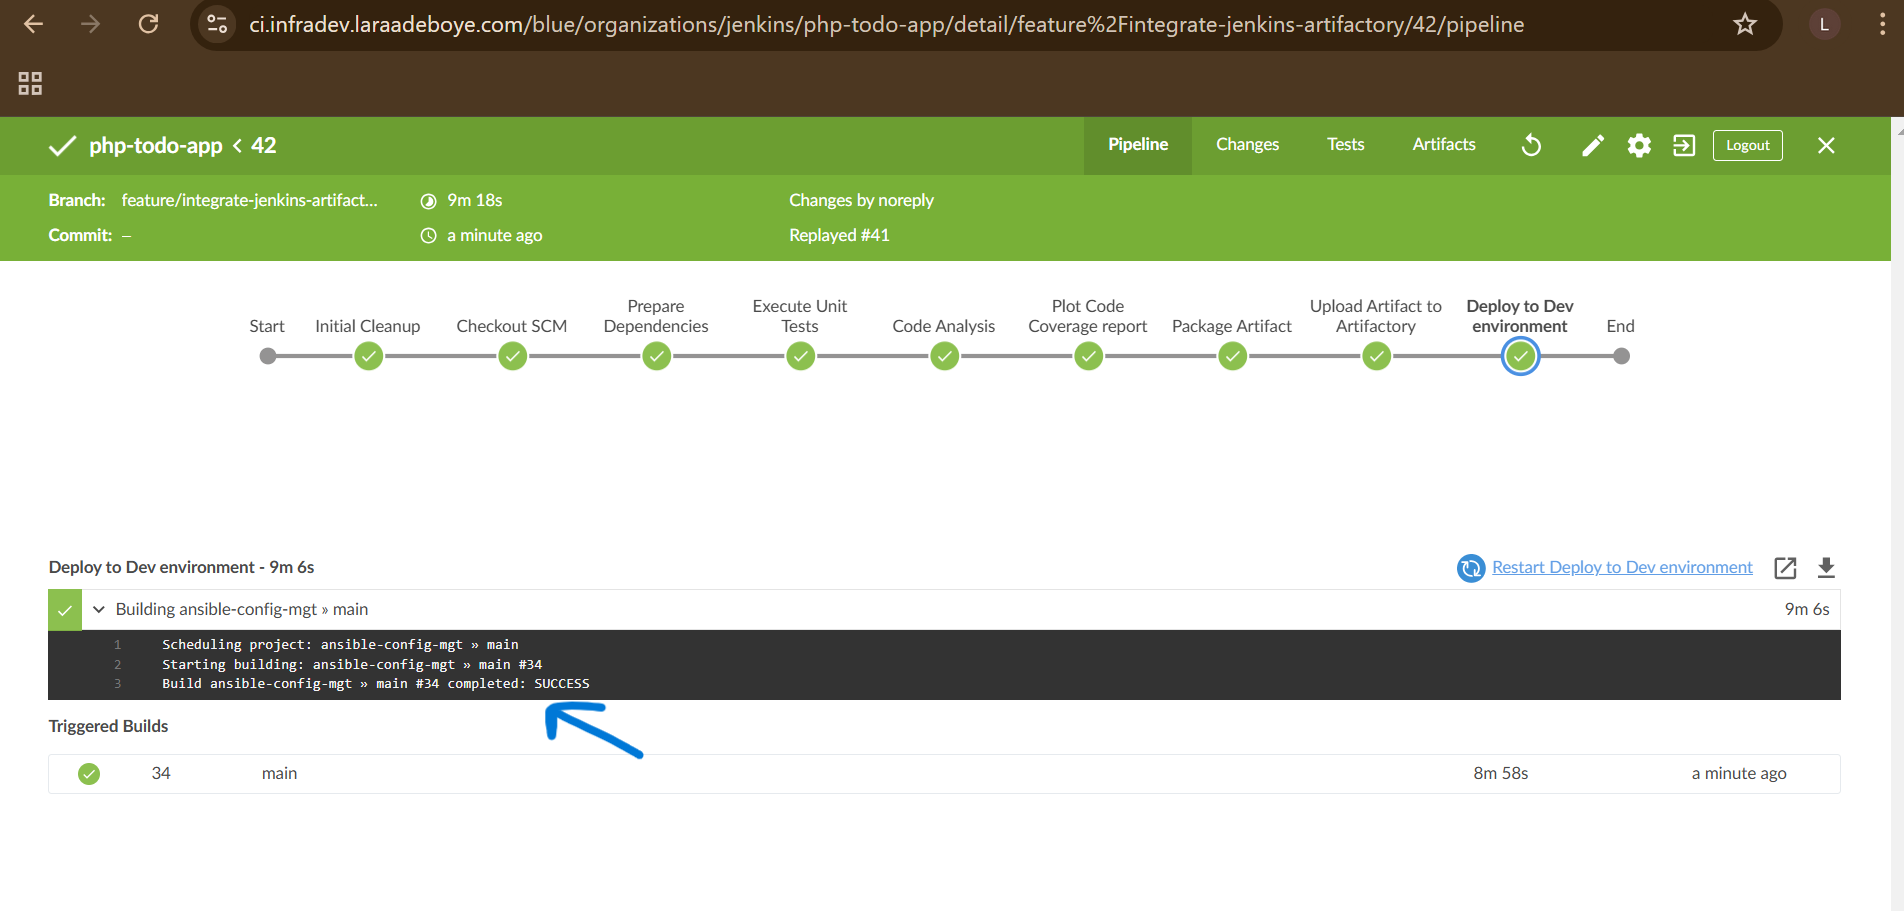 ci.infradev.laraadeboye.com/blue/organizations/jenkins/php-todo-app/detail/feature%2Fintegrate-jenkins-artifactory/42/pipeline
L
php-todo-app < 42
Pipeline
Changes
Tests
Artifacts
Logout
Branch: feature/integrate-jenkins-artifact...
9m 18s
Changes by noreply
Commit: –
a minute ago
Replayed #41
Start
Initial Cleanup
Checkout SCM
Prepare
Dependencies
Execute Unit
Tests
Code Analysis
Plot Code
Coverage report
Package Artifact
Upload Artifact to
Artifactory
Deploy to Dev
environment
End
Deploy to Dev environment - 9m 6s
Restart Deploy to Dev environment
Building ansible-config-mgt » main
9m 6s
1 Scheduling project: ansible-config-mgt » main
2 Starting building: ansible-config-mgt » main #34
3 Build ansible-config-mgt » main #34 completed: SUCCESS
Triggered Builds
34 main 8m 58s a minute ago